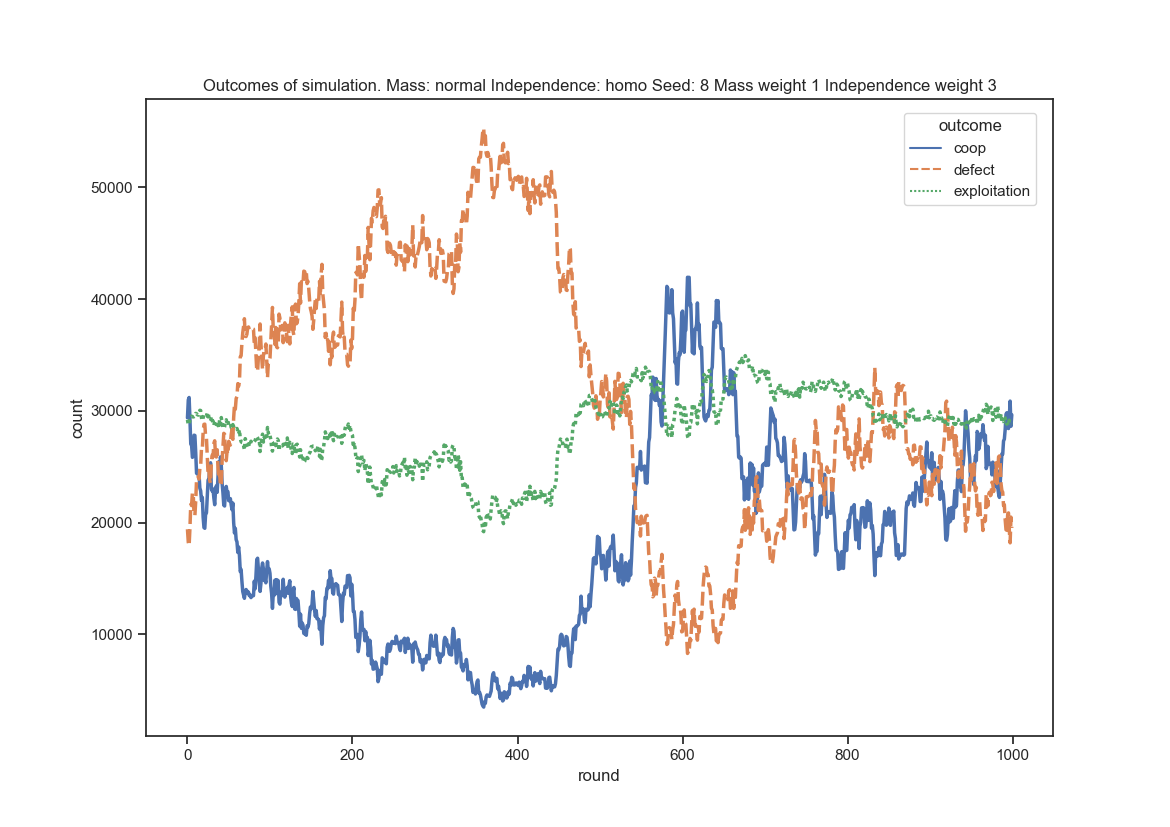 Outcomes of simulation. Mass: normal Independence: homo Seed: 8 Mass weight 1 Independence weight 3
outcome
coop
defect
exploitation
count
50000
40000
30000
20000
10000
0 200 400 600 800 1000
round